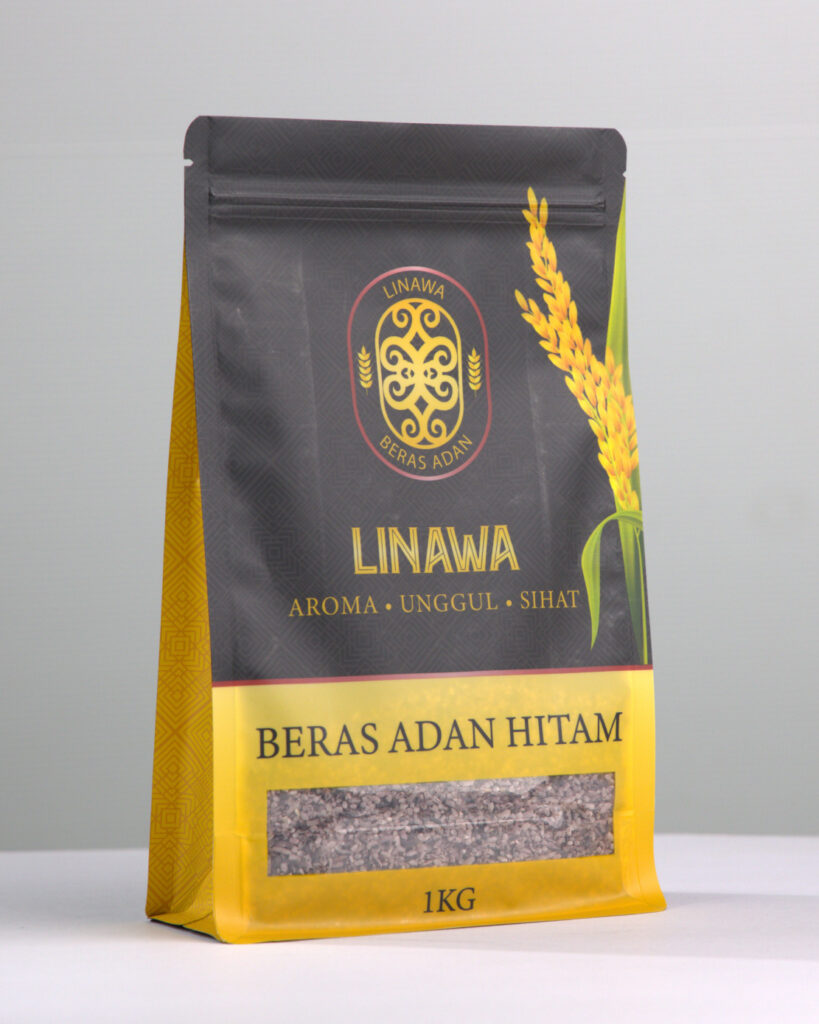 LINAWA
BERAS ADAN
LINAWA
AROMA • UNGGUL • SIHAT
BERAS ADAN HITAM
1KG